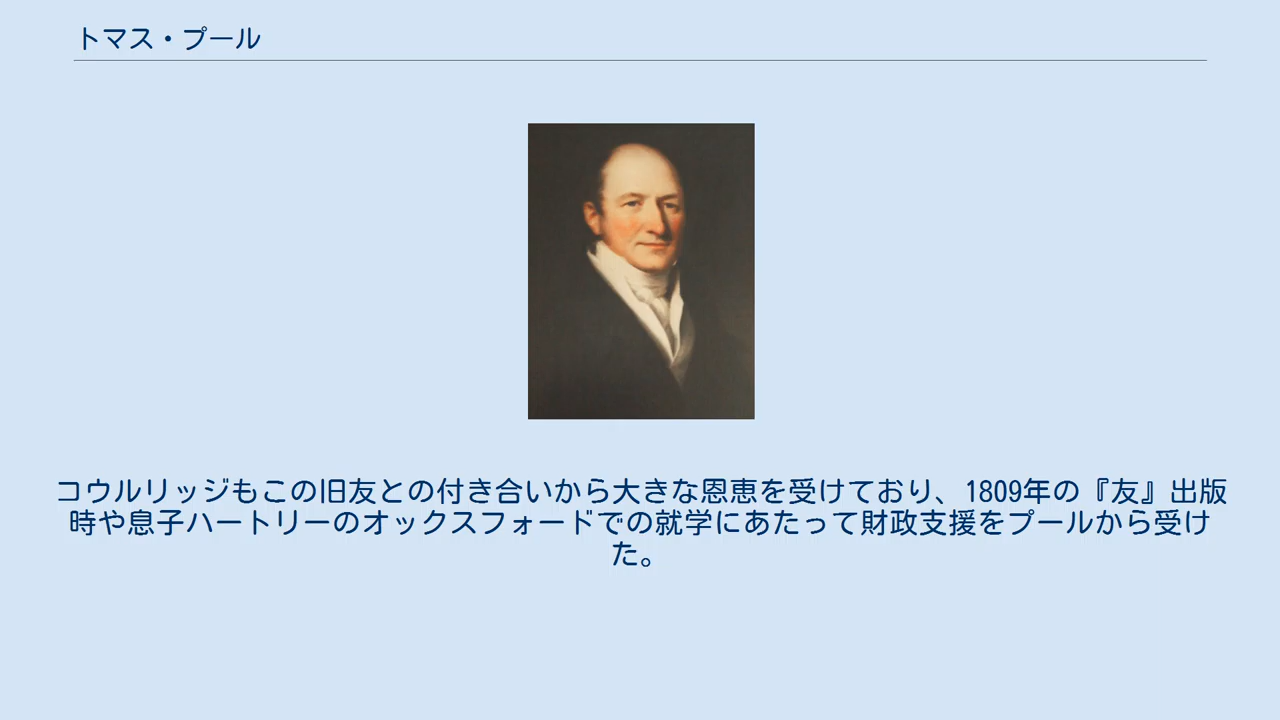 トマス・プール
コウルリッジもこの旧友との付き合いから大きな恩恵を受けており、1809年の『友』出版
時や息子ハートリーのオックスフォードでの就学にあたって財政支援をプールから受け
た。